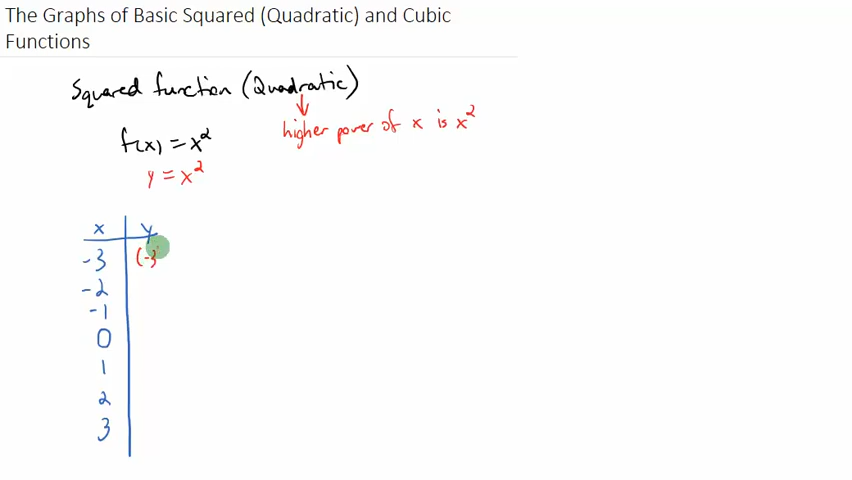 The Graphs of Basic Squared (Quadratic) and Cubic
Functions
Squared function (Quadratic)
higher power of x is x²
f(x) = x²
y = x²
x y
-3 (-3
-2
-1
0
1
2
3